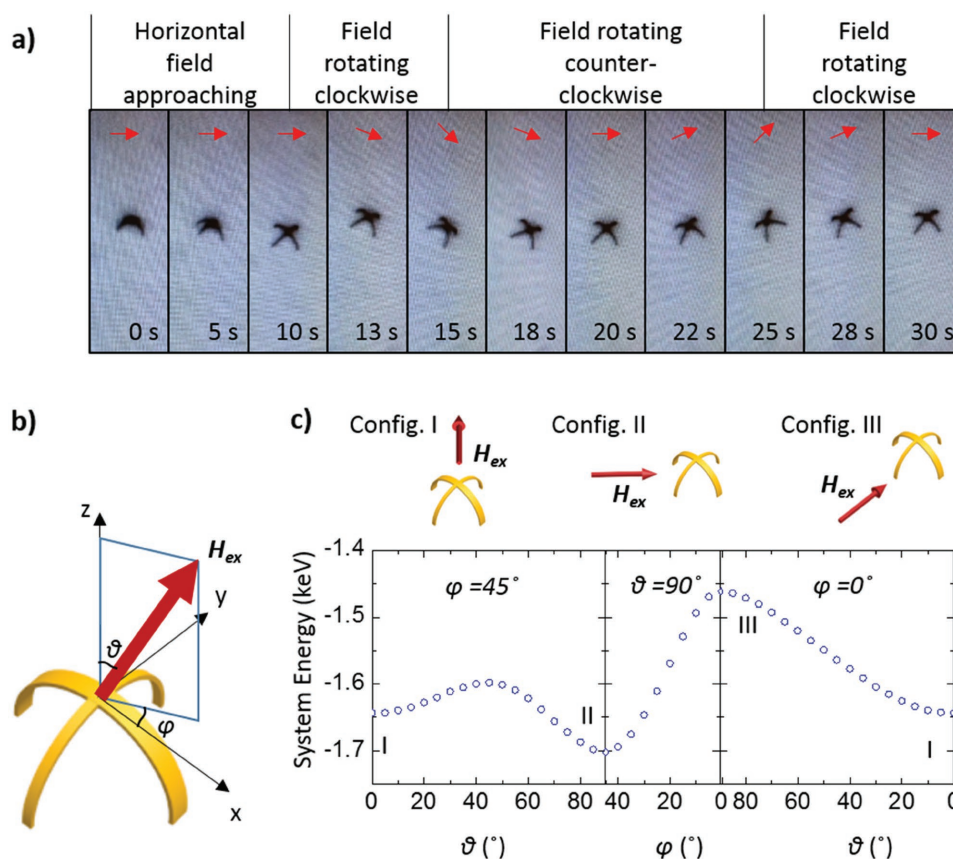 a)
Horizontal
field
approaching
Field
rotating
clockwise
Field rotating
counter-
clockwise
Field
rotating
clockwise
0 s 5 s 10 s 13 s 15 s 18 s 20 s 22 s 25 s 28 s 30 s
b)
z
H_ex
y
ϑ
φ
x
c)
Config. I
H_ex
Config. II
H_ex
Config. III
H_ex
System Energy (keV)
-1.4
-1.5
-1.6
-1.7
φ =45˚ ϑ =90˚ φ=0˚
I
II
III
I
0 20 40 60 80 40 20 0 80 60 40 20 0
ϑ (˚) φ (˚) ϑ (˚)